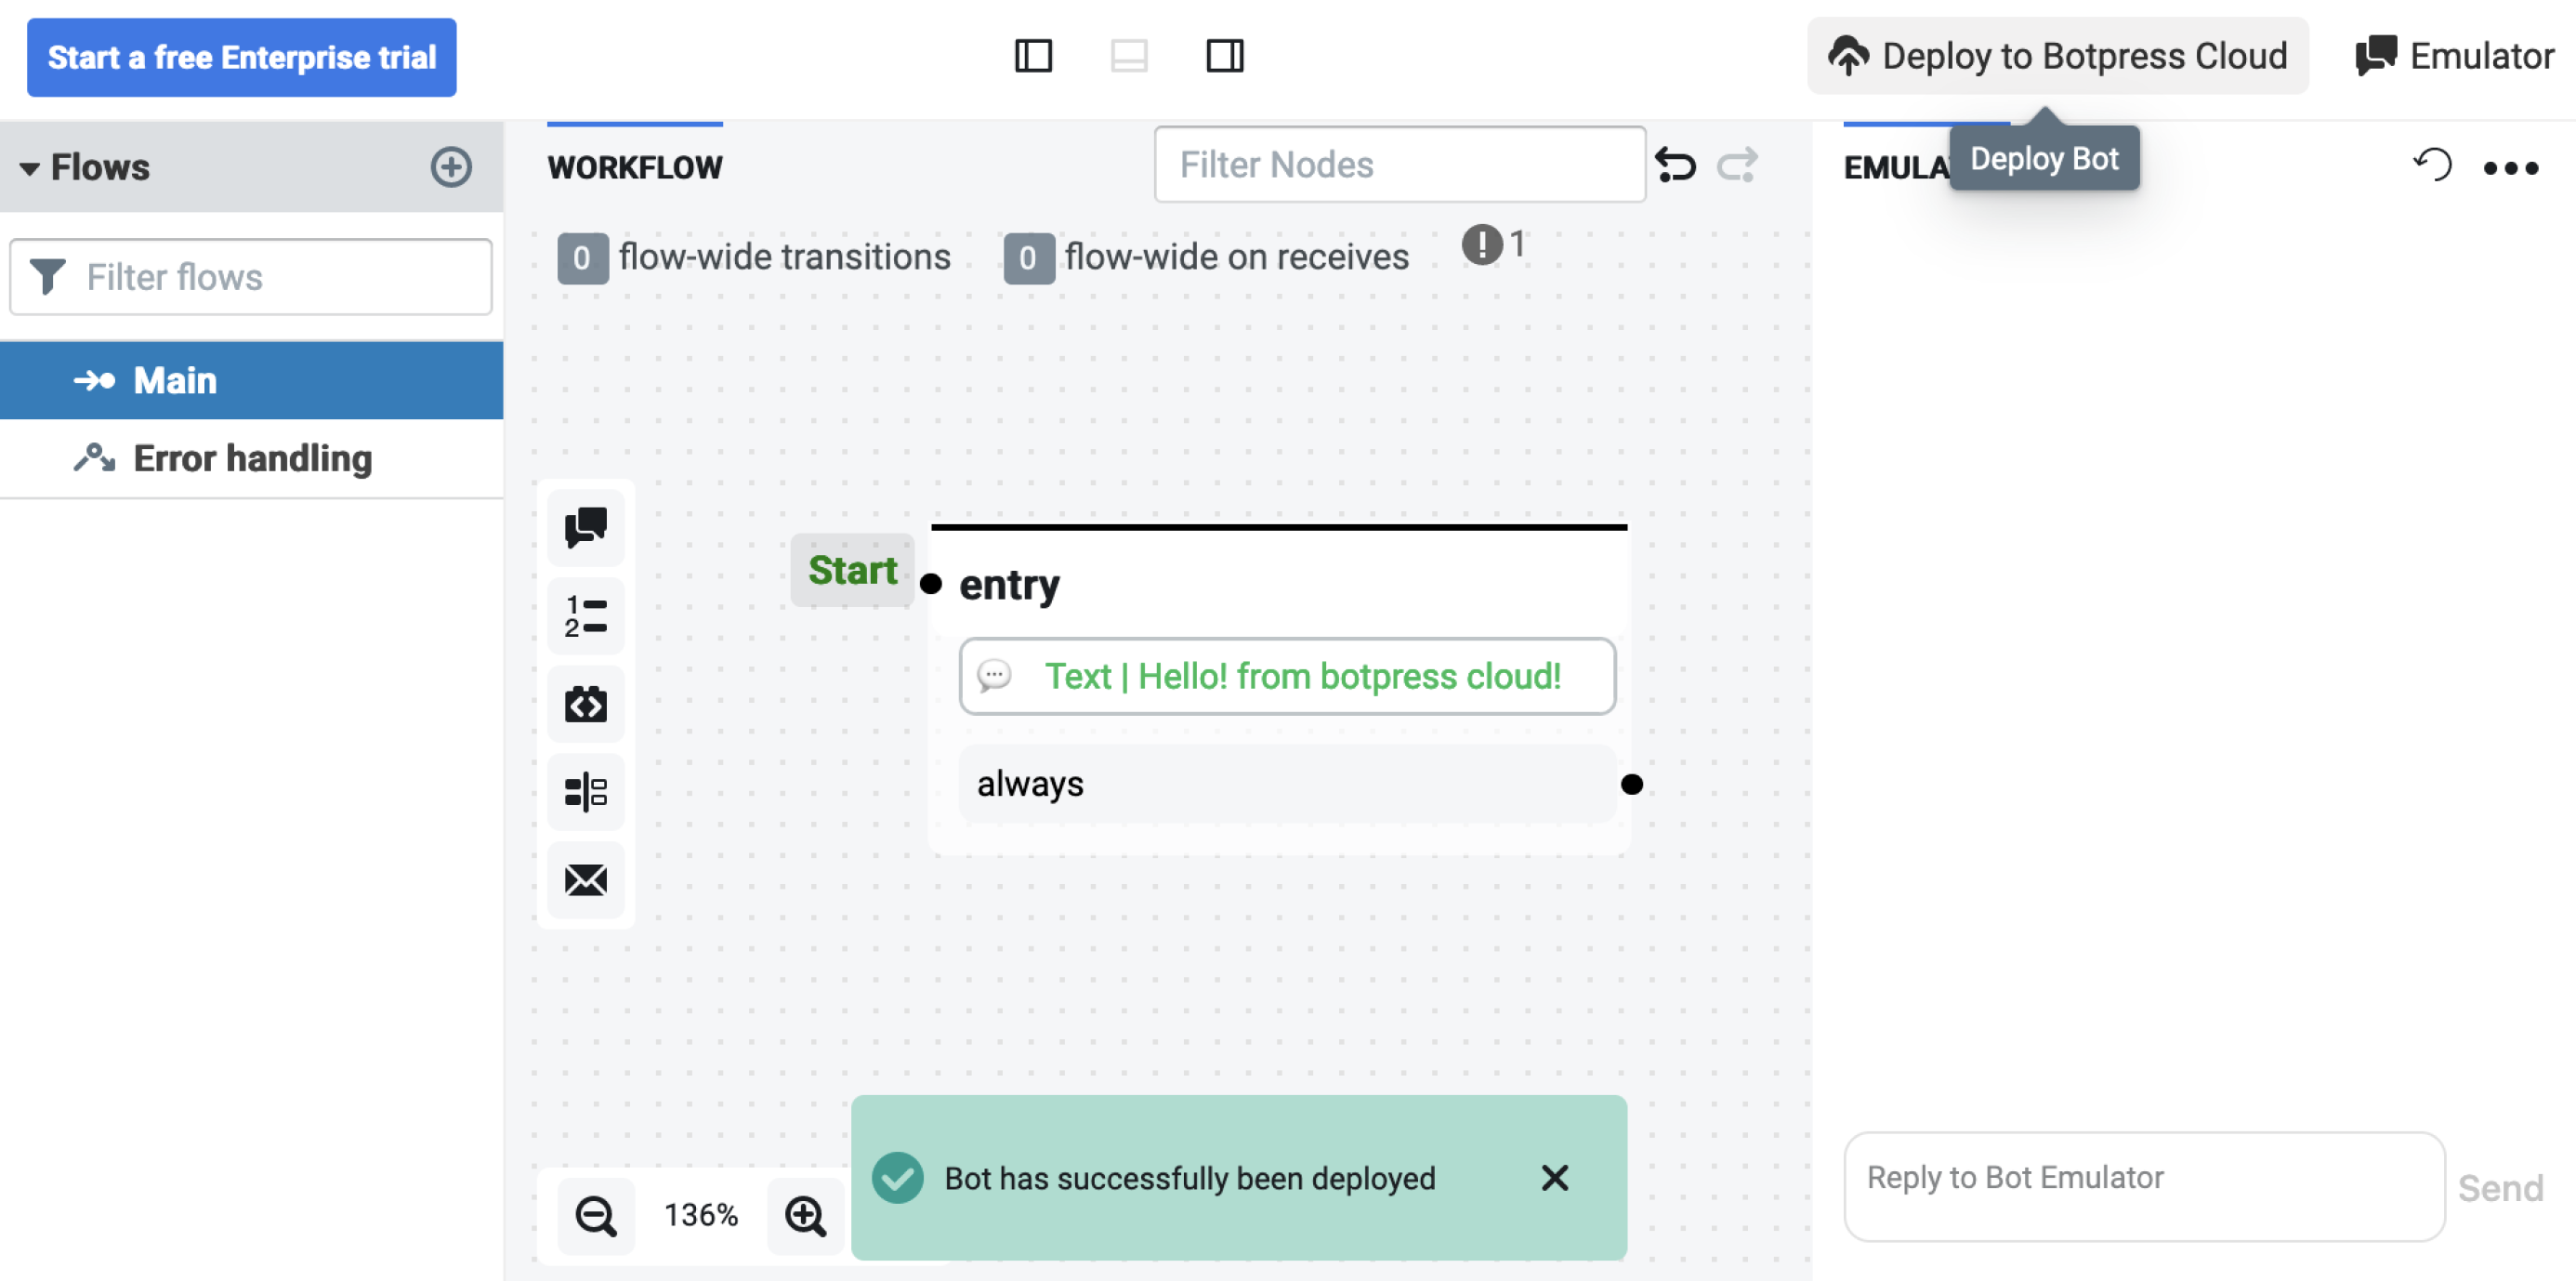 Start a free Enterprise trial
Deploy to Botpress Cloud
Emulator
Flows
WORKFLOW
Filter Nodes
Deploy Bot
Filter flows
0 flow-wide transitions
0 flow-wide on receives
1
Main
Error handling
Start
entry
Text | Hello! from botpress cloud!
always
136%
Bot has successfully been deployed
Reply to Bot Emulator
Send